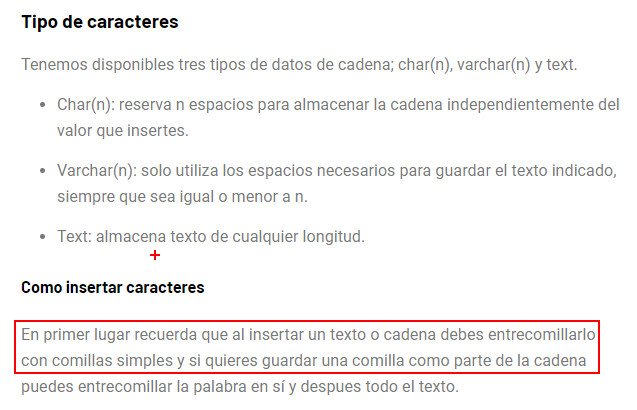 Tipo de caracteres
Tenemos disponibles tres tipos de datos de cadena; char(n), varchar(n) y text.
• Char(n): reserva n espacios para almacenar la cadena independientemente del
valor que insertes.
• Varchar(n): solo utiliza los espacios necesarios para guardar el texto indicado,
siempre que sea igual o menor a n.
• Text: almacena texto de cualquier longitud.
Como insertar caracteres
En primer lugar recuerda que al insertar un texto o cadena debes entrecomillarlo
con comillas simples y si quieres guardar una comilla como parte de la cadena
puedes entrecomillar la palabra en sí y despues todo el texto.